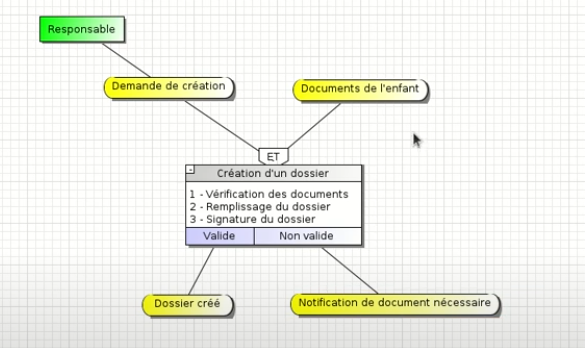 Responsable
Demande de création
Documents de l'enfant
ET
Création d'un dossier
1 - Vérification des documents
2 - Remplissage du dossier
3 - Signature du dossier
Valide
Non valide
Dossier créé
Notification de document nécessaire